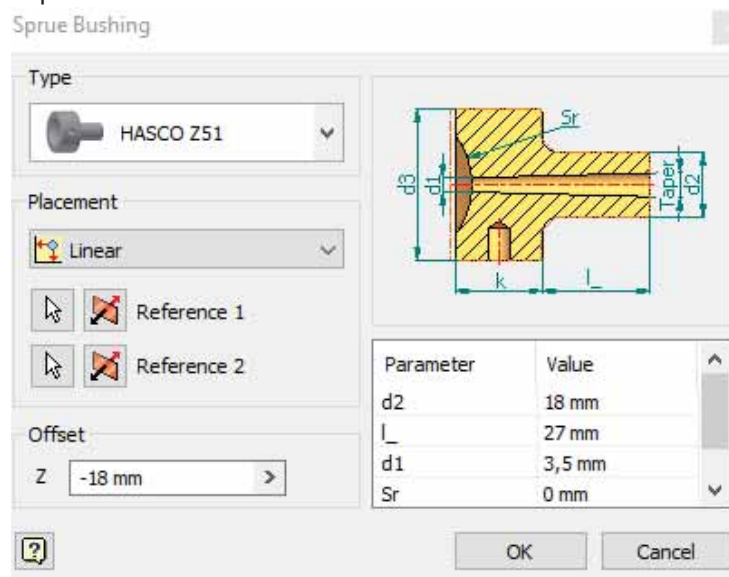 Sprue Bushing
Type
HASCO Z51
Placement
Linear
Reference 1
Reference 2
Offset
Z -18 mm >
Sr
d3
d1
Taper
d2
k
l_
Parameter Value
d2 18 mm
l_ 27 mm
d1 3,5 mm
Sr 0 mm
?
OK Cancel